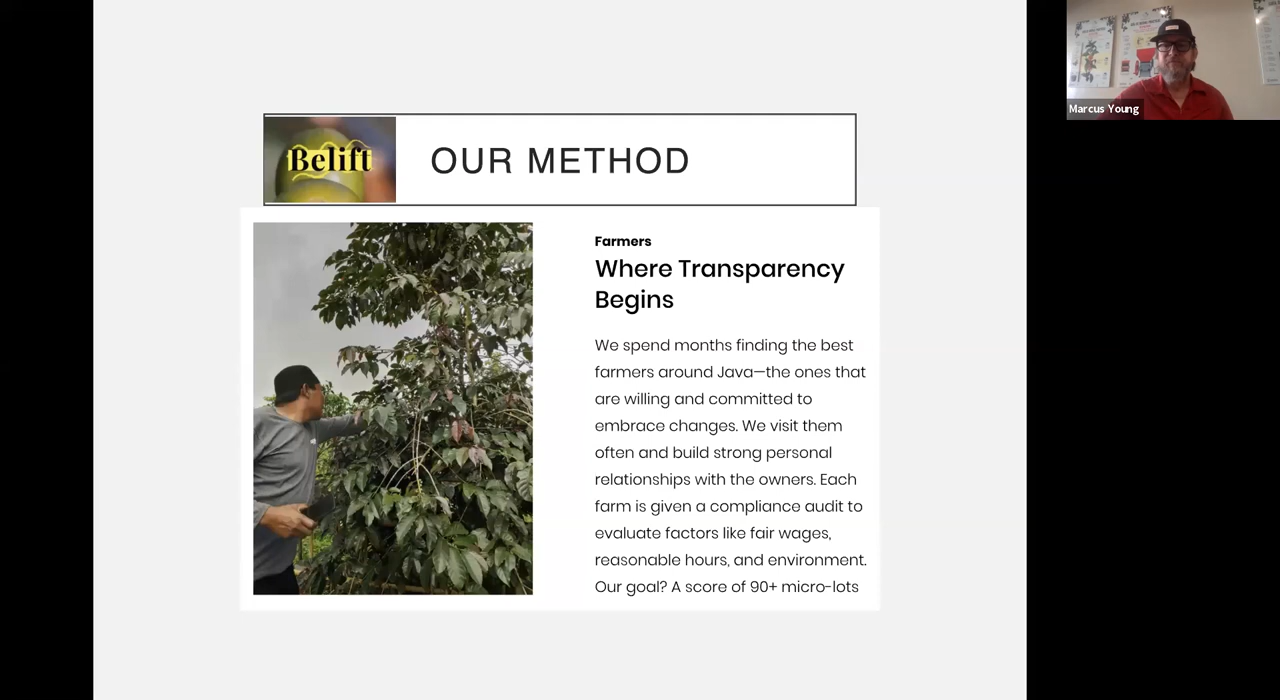 Belift
OUR METHOD
Farmers
Where Transparency
Begins
We spend months finding the best
farmers around Java—the ones that
are willing and committed to
embrace changes. We visit them
often and build strong personal
relationships with the owners. Each
farm is given a compliance audit to
evaluate factors like fair wages,
reasonable hours, and environment.
Our goal? A score of 90+ micro-lots
Marcus Young